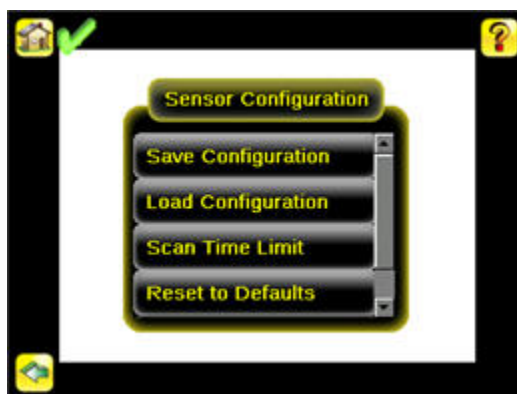 Sensor Configuration
Save Configuration
Load Configuration
Scan Time Limit
Reset to Defaults